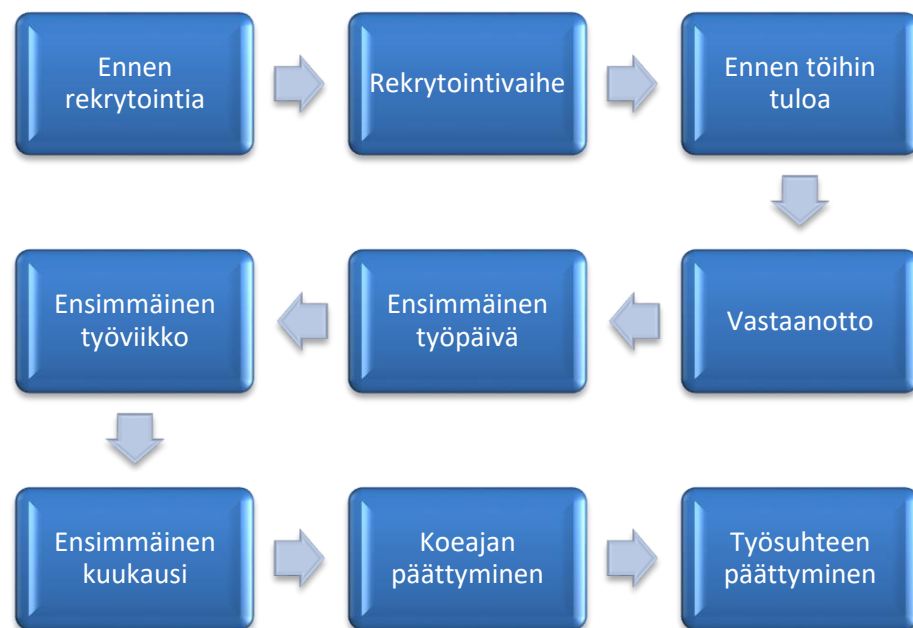 Ennen
rekrytointia
Rekrytointivaihe
Ennen töihin
tuloa
Vastaanotto
Ensimmäinen
työpäivä
Ensimmäinen
työviikko
Ensimmäinen
kuukausi
Koeajan
päättyminen
Työsuhteen
päättyminen